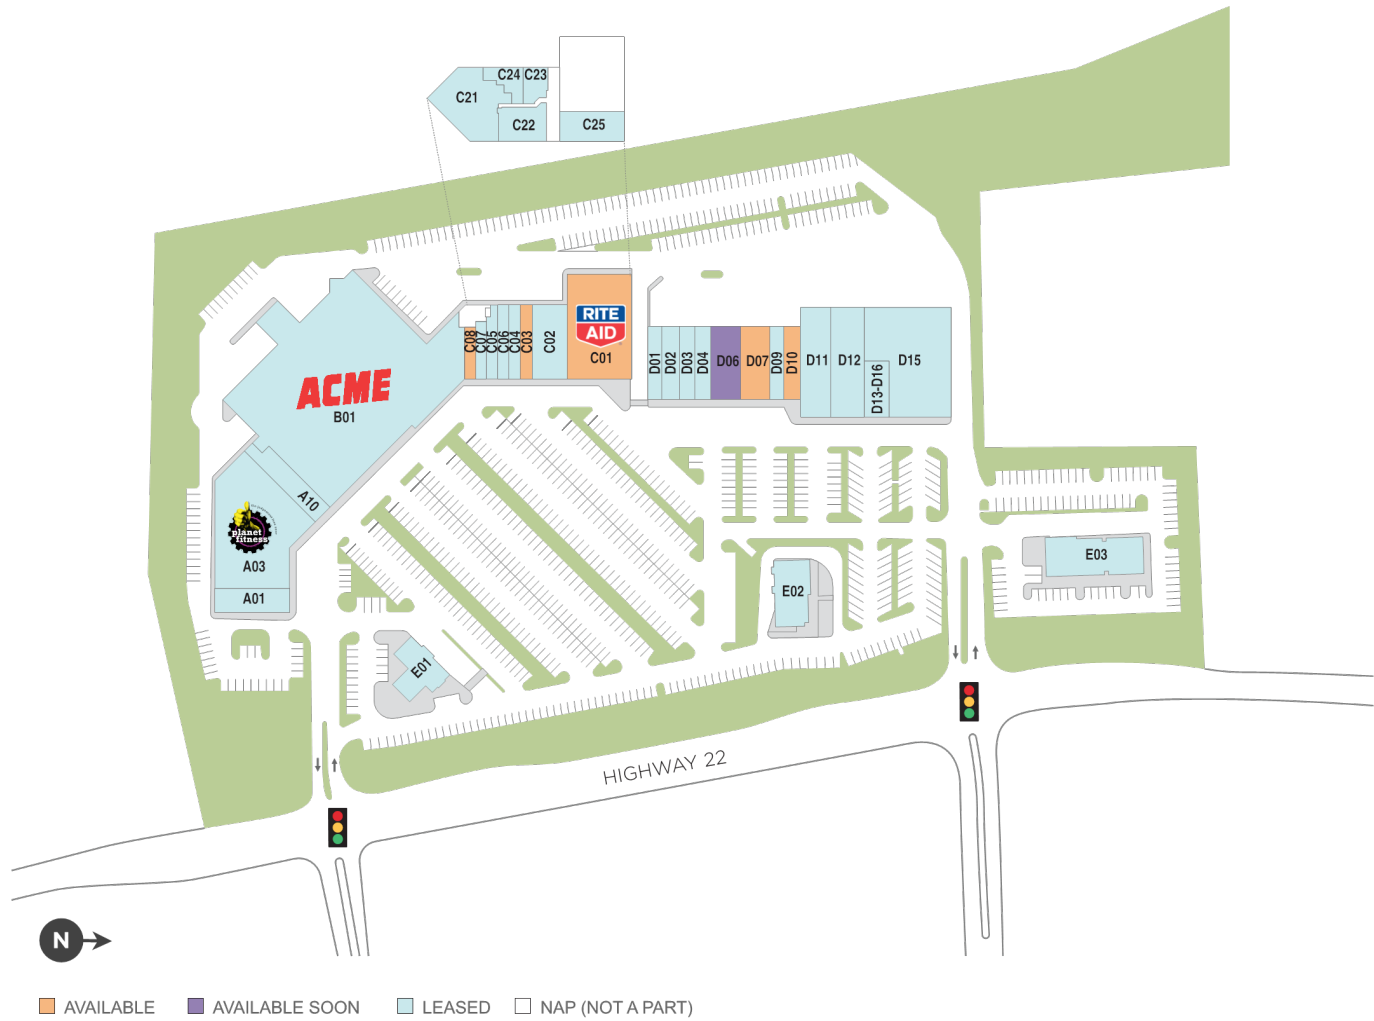 C24 C23
C21
C22
C25
RITE
AID
C01
C08
C07
C05
C06
C04
C03
C02
D01
D02
D03
D04
D06
D07
D09
D10
D11
D12
D13-D16
D15
ACME
B01
A10
planet
fitness
A03
A01
E01
E02
E03
HIGHWAY 22
N
AVAILABLE
AVAILABLE SOON
LEASED
NAP (NOT A PART)